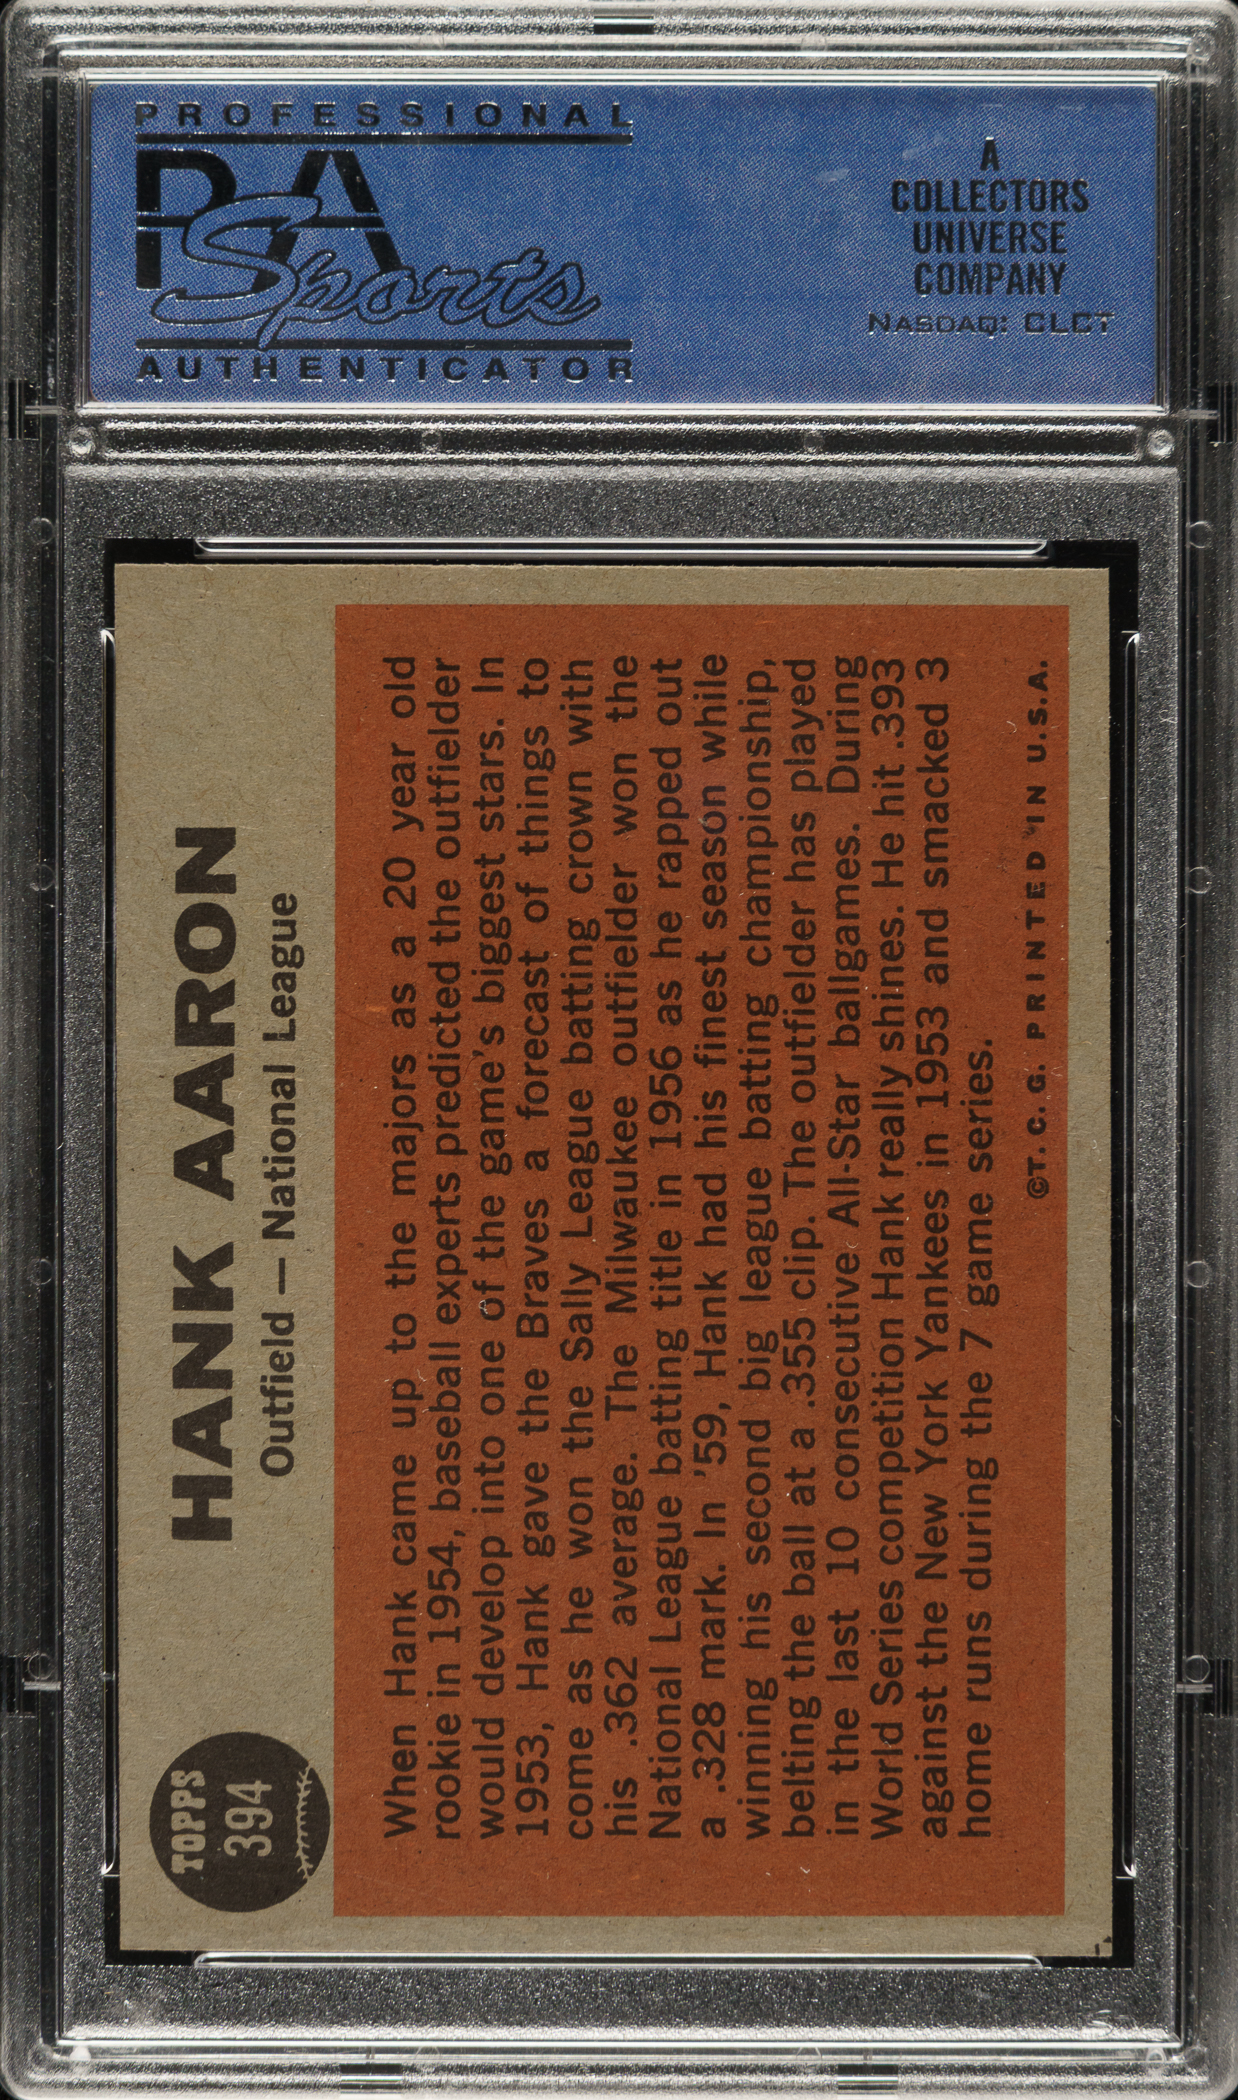 PROFESSIONAL
PSA
Sports
AUTHENTICATOR
A
COLLECTORS
UNIVERSE
COMPANY
NASDAQ: CLCT
TOPPS
394
HANK AARON
Outfield — National League
When Hank came up to the majors as a 20 year old
rookie in 1954, baseball experts predicted the outfielder
would develop into one of the game's biggest stars. In
1953, Hank gave the Braves a forecast of things to
come as he won the Sally League batting crown with
his .362 average. The Milwaukee outfielder won the
National League batting title in 1956 as he rapped out
a .328 mark. In '59, Hank had his finest season while
winning his second big league batting championship,
belting the ball at a .355 clip. The outfielder has played
in the last 10 consecutive All-Star ballgames. During
World Series competition Hank really shines. He hit .393
against the New York Yankees in 1953 and smacked 3
home runs during the 7 game series.
©T. C. G. PRINTED IN U.S.A.